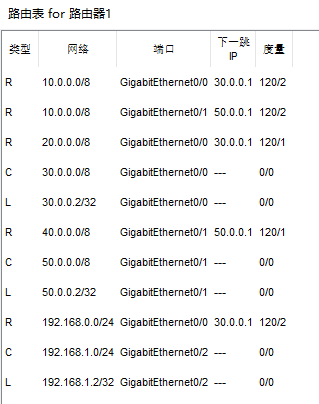 路由表 for 路由器1
类型 网络 端口 下一跳IP 度量
R 10.0.0.0/8 GigabitEthernet0/0 30.0.0.1 120/2
R 10.0.0.0/8 GigabitEthernet0/1 50.0.0.1 120/2
R 20.0.0.0/8 GigabitEthernet0/0 30.0.0.1 120/1
C 30.0.0.0/8 GigabitEthernet0/0 --- 0/0
L 30.0.0.2/32 GigabitEthernet0/0 --- 0/0
R 40.0.0.0/8 GigabitEthernet0/1 50.0.0.1 120/1
C 50.0.0.0/8 GigabitEthernet0/1 --- 0/0
L 50.0.0.2/32 GigabitEthernet0/1 --- 0/0
R 192.168.0.0/24 GigabitEthernet0/0 30.0.0.1 120/2
C 192.168.1.0/24 GigabitEthernet0/2 --- 0/0
L 192.168.1.2/32 GigabitEthernet0/2 --- 0/0